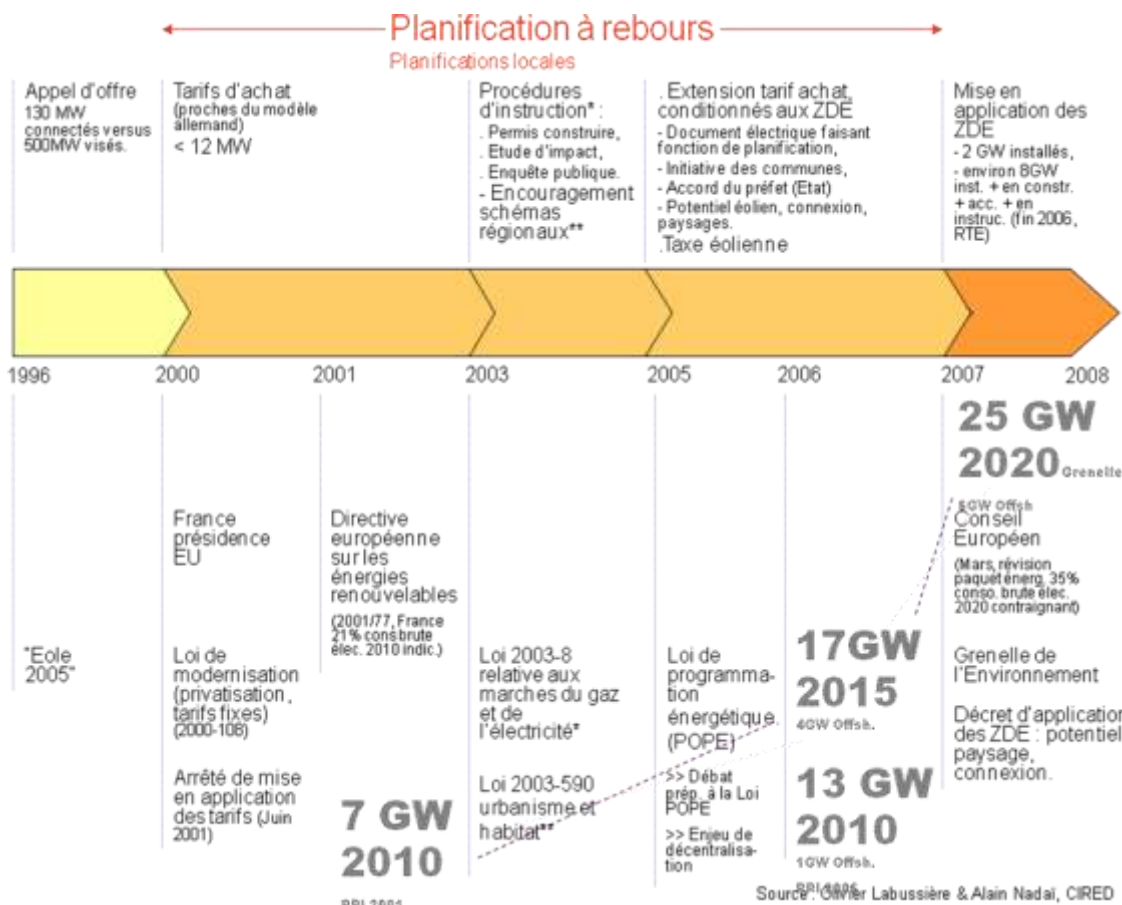 Planification à rebours
Planifications locales
Appel d'offre
130 MW
connectés versus
500MW visés.
Tarifs d'achat
(proches du modèle
allemand)
< 12 MW
Procédures
d'instruction* :
. Permis construire,
. Etude d'impact,
. Enquête publique.
- Encouragement
schémas
régionaux**
. Extension tarif achat,
conditionnés aux ZDE
- Document électrique faisant
fonction de planification,
- Initiative des communes,
- Accord du préfet (Etat)
- Potentiel éolien, connexion,
paysages.
.Taxe éolienne
Mise en
application des
ZDE
- 2 GW installés,
- environ 8GW
inst. + en constr.
+ acc. + en
instruc. (fin 2006,
RTE)
1996
2000
2001
2003
2005
2006
2007
2008
25 GW
2020 Grenelle
5GW Offsh
France
présidence
EU
Directive
européenne
sur les
énergies
renouvelables
(2001/77, France
21% cons brute
élec. 2010 indic.)
Conseil
Européen
(Mars, révision
paquet énerg, 35%
conso. brute élec.
2020 contraignant)
"Eole
2005"
Loi de
modernisation
(privatisation,
tarifs fixes)
(2000-108)
Arrêté de mise
en application
des tarifs (Juin
2001)
7 GW
2010
PPI 2001
Loi 2003-8
relative aux
marches du gaz
et de
l'électricité*
Loi 2003-590
urbanisme et
habitat**
Loi de
programma-
tion
énergétique
(POPE)
>> Débat
prép. à la Loi
POPE
>> Enjeu de
décentralisa-
tion
17GW
2015
4GW Offsh.
13 GW
2010
1GW Offsh.
Grenelle de
l'Environnement
Décret d'application
des ZDE : potentiel
paysage,
connexion.
Source : Olivier Labussière & Alain Nadaï, CIRED